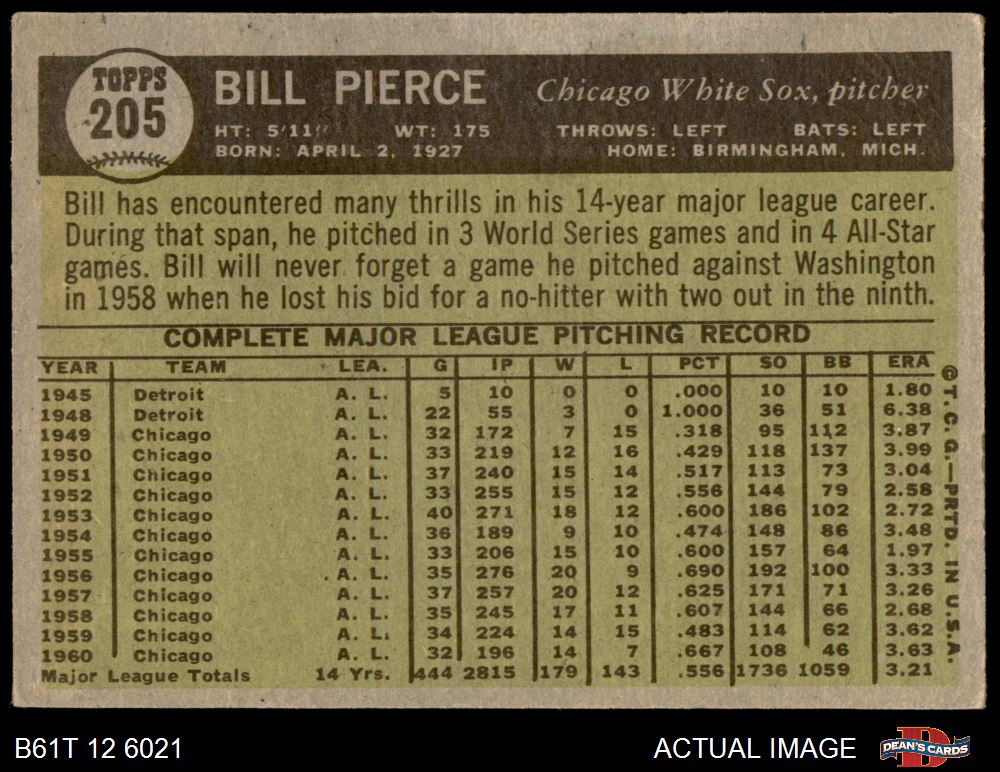 TOPPS
205
BILL PIERCE Chicago White Sox, pitcher
HT: 5'11" WT: 175 THROWS: LEFT BATS: LEFT
BORN: APRIL 2, 1927 HOME: BIRMINGHAM, MICH.
Bill has encountered many thrills in his 14-year major league career.
During that span, he pitched in 3 World Series games and in 4 All-Star
games. Bill will never forget a game he pitched against Washington
in 1958 when he lost his bid for a no-hitter with two out in the ninth.
COMPLETE MAJOR LEAGUE PITCHING RECORD
YEAR TEAM LEA. G IP W L PCT SO BB ERA
1945 Detroit A. L. 5 10 0 0 .000 10 10 1.80
1948 Detroit A. L. 22 55 3 0 1.000 36 51 6.38
1949 Chicago A. L. 32 172 7 15 .318 95 112 3.87
1950 Chicago A. L. 33 219 12 16 .429 118 137 3.99
1951 Chicago A. L. 37 240 15 14 .517 113 73 3.04
1952 Chicago A. L. 33 255 15 12 .556 144 79 2.58
1953 Chicago A. L. 40 271 18 12 .600 186 102 2.72
1954 Chicago A. L. 36 189 9 10 .474 148 86 3.48
1955 Chicago A. L. 33 206 15 10 .600 157 64 1.97
1956 Chicago A. L. 35 276 20 9 .690 192 100 3.33
1957 Chicago A. L. 37 257 20 12 .625 171 71 3.26
1958 Chicago A. L. 35 245 17 11 .607 144 66 2.68
1959 Chicago A. L. 34 224 14 15 .483 114 62 3.62
1960 Chicago A. L. 32 196 14 7 .667 108 46 3.63
Major League Totals 14 Yrs. 444 2815 179 143 .556 1736 1059 3.21
© T. C. G.—PRTD. IN U.S.A.
B61T 12 6021 ACTUAL IMAGE DEAN'S CARDS